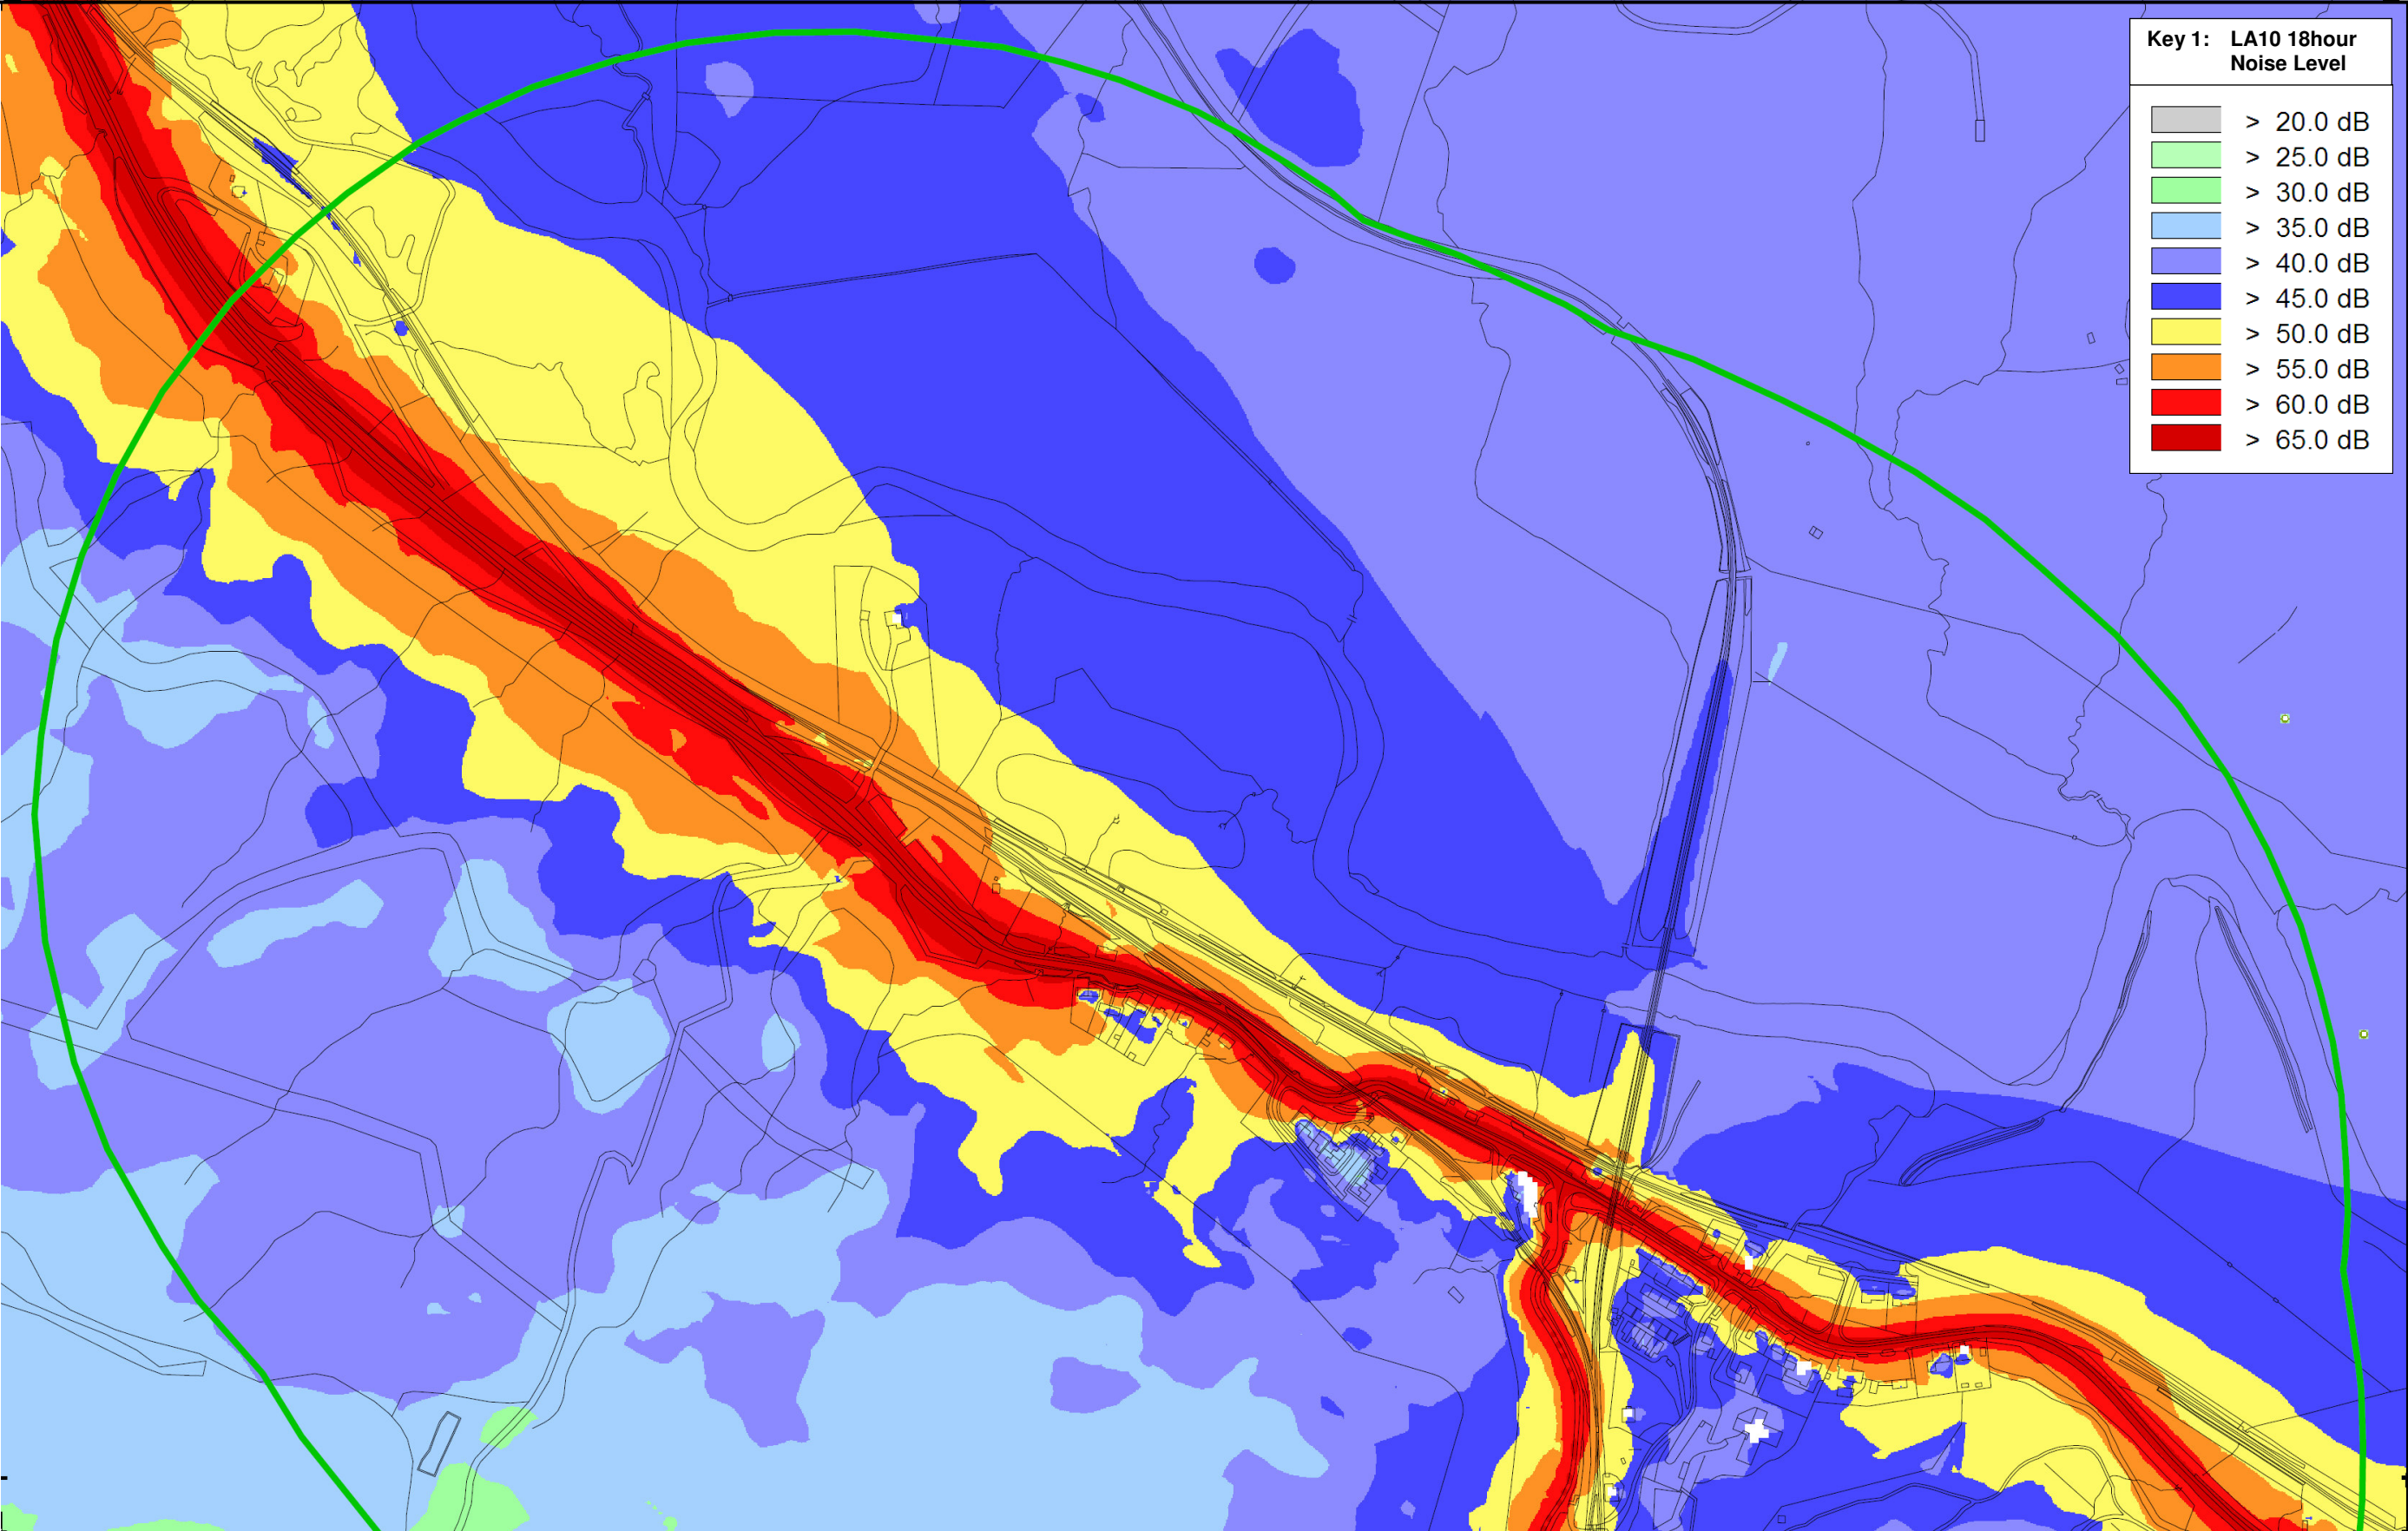 Key 1: LA10 18hour
Noise Level
> 20.0 dB
> 25.0 dB
> 30.0 dB
> 35.0 dB
> 40.0 dB
> 45.0 dB
> 50.0 dB
> 55.0 dB
> 60.0 dB
> 65.0 dB